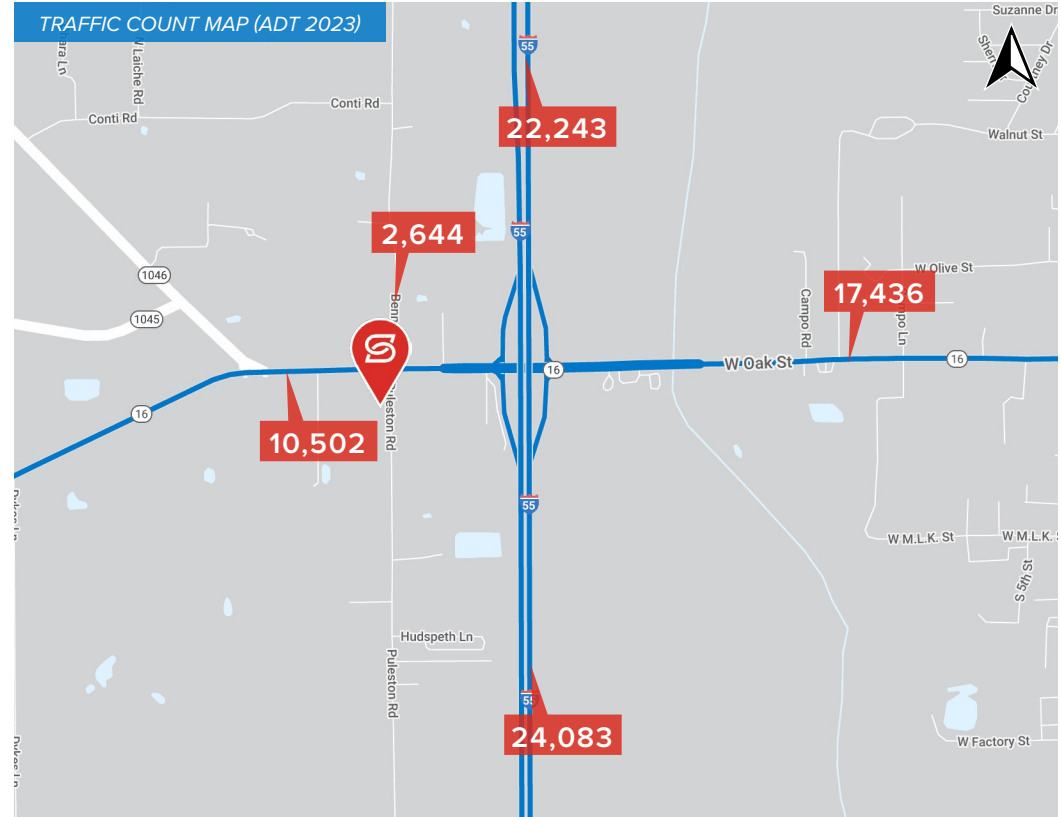 TRAFFIC COUNT MAP (ADT 2023)
Suzanne Dr
55
N Laiche Rd
Conti Rd
Conti Rd
22,243
Walnut St
2,644
55
W Olive St
1046
17,436
Campo Rd
1045
W Oak St
16
16
16
Puleston Rd
10,502
55
W M.L.K. St
W M.L.K.
S 5th St
Hudspeth Ln
Puleston Rd
55
24,083
W Factory St